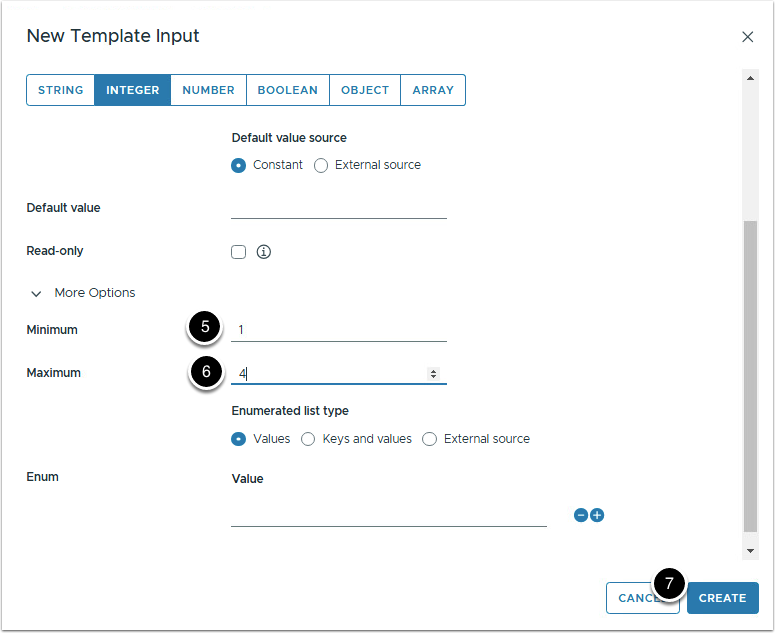 New Template Input
STRING INTEGER NUMBER BOOLEAN OBJECT ARRAY
Default value source
Constant External source
Default value
Read-only
More Options
Minimum 5 1
Maximum 6 4
Enumerated list type
Values Keys and values External source
Enum Value
7
CANCEL CREATE